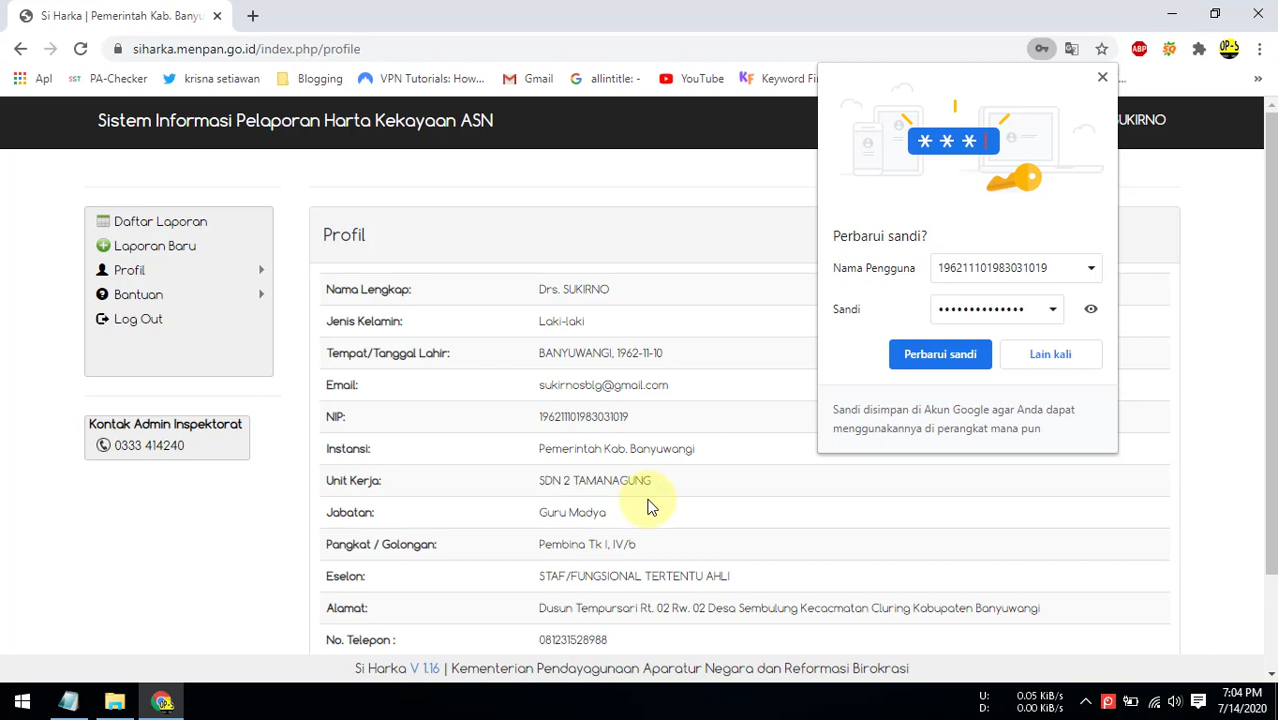 Si Harka | Pemerintah Kab. Banyu
siharka.menpan.go.id/index.php/profile
Apl
SST PA-Checker
krisna setiawan
Blogging
VPN Tutorials: How...
Gmail
allintitle: -
YouTube
KF Keyword Fin
ABP
SQ
OP-S
Sistem Informasi Pelaporan Harta Kekayaan ASN
SUKIRNO
Daftar Laporan
Laporan Baru
Profil
Bantuan
Log Out
Kontak Admin Inspektorat
0333 414240
Profil
Nama Lengkap: Drs. SUKIRNO
Jenis Kelamin: Laki-laki
Tempat/Tanggal Lahir: BANYUWANGI, 1962-11-10
Email: sukirnosblg@gmail.com
NIP: 196211101983031019
Instansi: Pemerintah Kab. Banyuwangi
Unit Kerja: SDN 2 TAMANAGUNG
Jabatan: Guru Madya
Pangkat / Golongan: Pembina Tk I, IV/b
Eselon: STAF/FUNGSIONAL TERTENTU AHLI
Alamat: Dusun Tempursari Rt. 02 Rw. 02 Desa Sembulung Kecacmatan Cluring Kabupaten Banyuwangi
No. Telepon : 081231528988
Perbarui sandi?
Nama Pengguna 196211101983031019
Sandi ••••••••••••••
Perbarui sandi
Lain kali
Sandi disimpan di Akun Google agar Anda dapat
menggunakannya di perangkat mana pun
Si Harka V 1.16 | Kementerian Pendayagunaan Aparatur Negara dan Reformasi Birokrasi
U: 0.05 KiB/s
D: 0.00 KiB/s
7:04 PM
7/14/2020